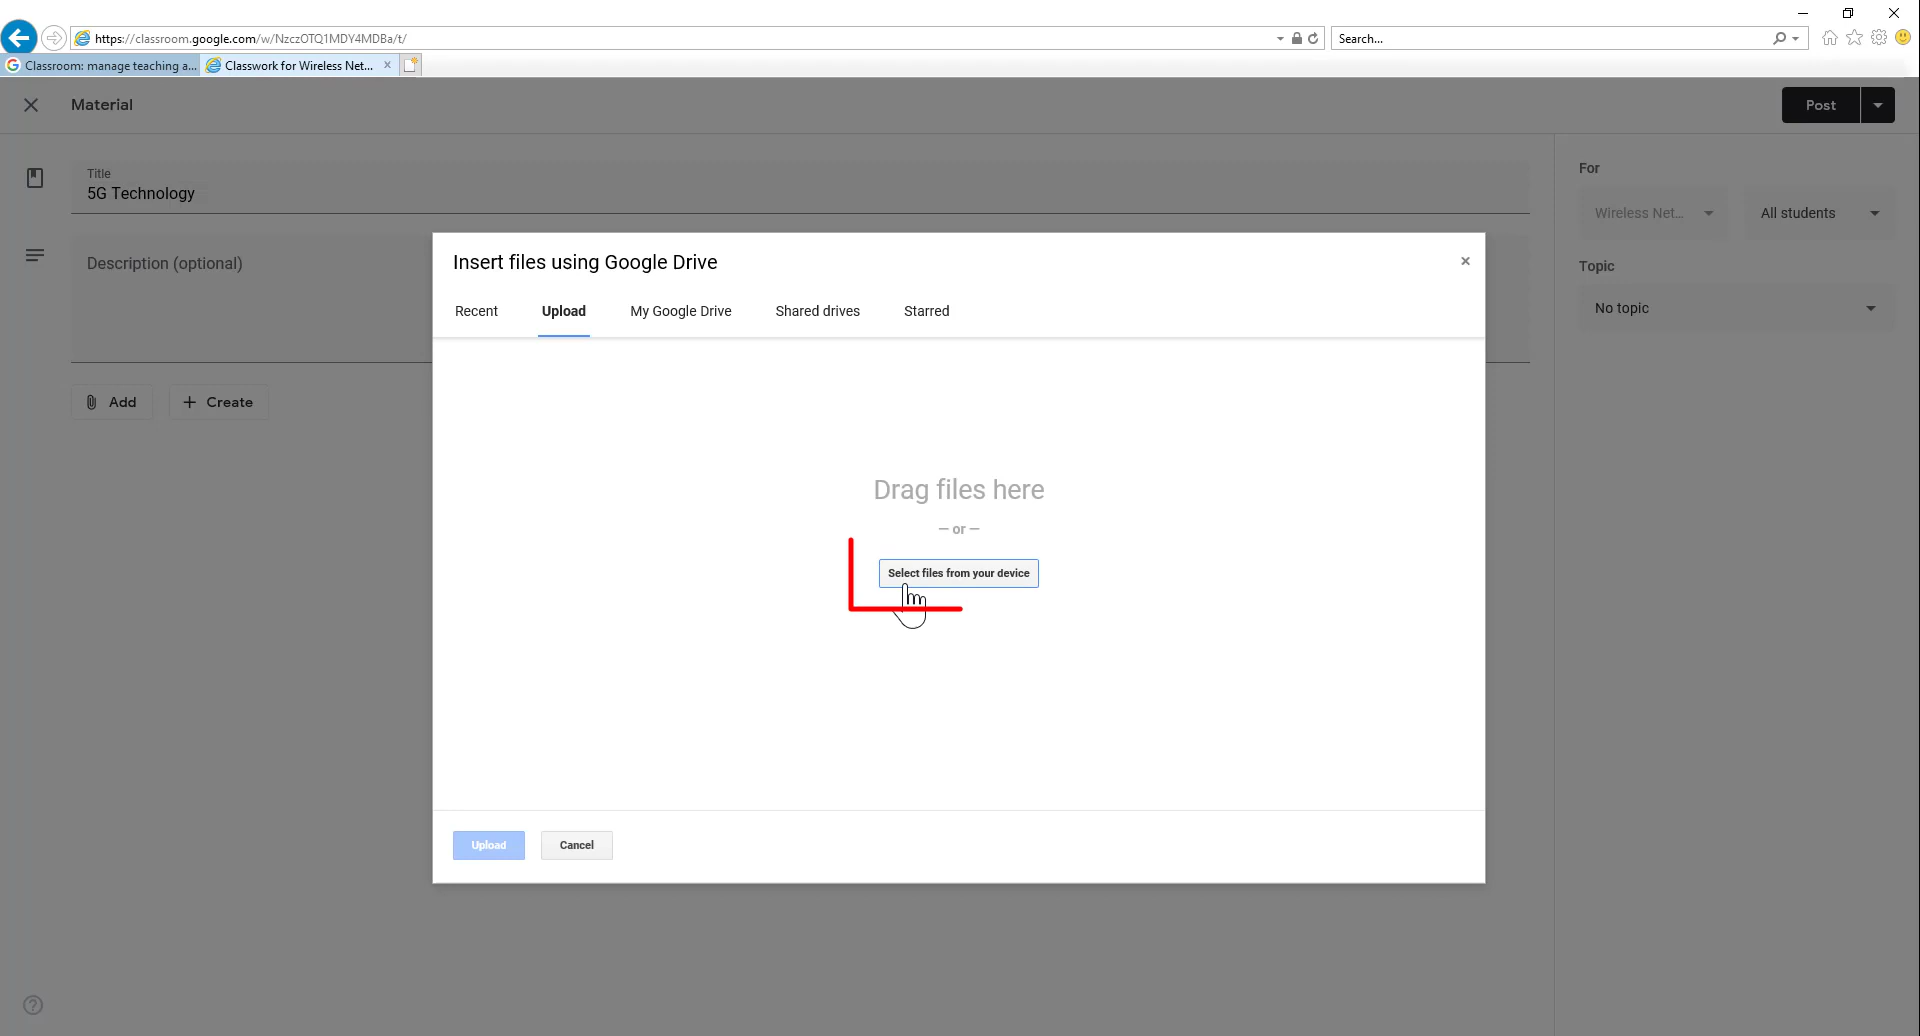 https://classroom.google.com/w/NzczOTQ1MDY4MDBa/t/
Search...
Classroom: manage teaching a...
Classwork for Wireless Net...
Material
Post
Title
5G Technology
Description (optional)
Add
Create
For
Wireless Net...
All students
Topic
No topic
Insert files using Google Drive
Recent
Upload
My Google Drive
Shared drives
Starred
Drag files here
— or —
Select files from your device
Upload
Cancel